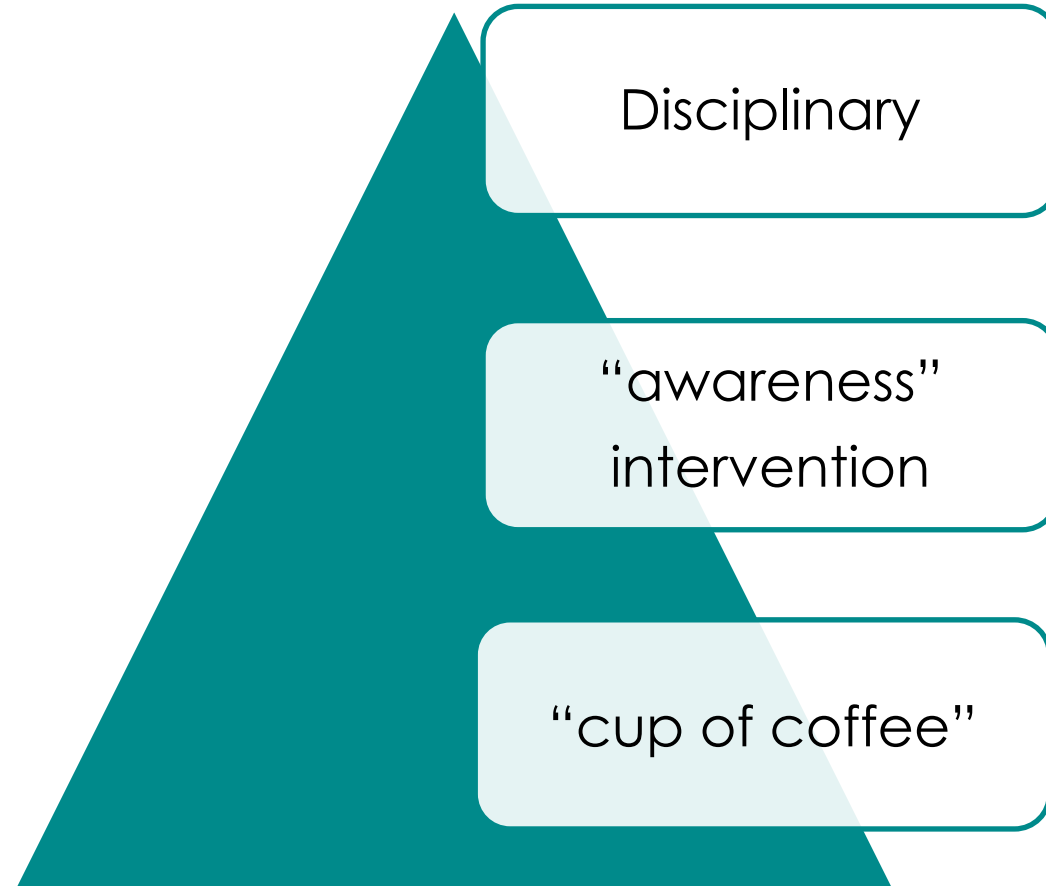 Disciplinary
“awareness”
intervention
“cup of coffee”